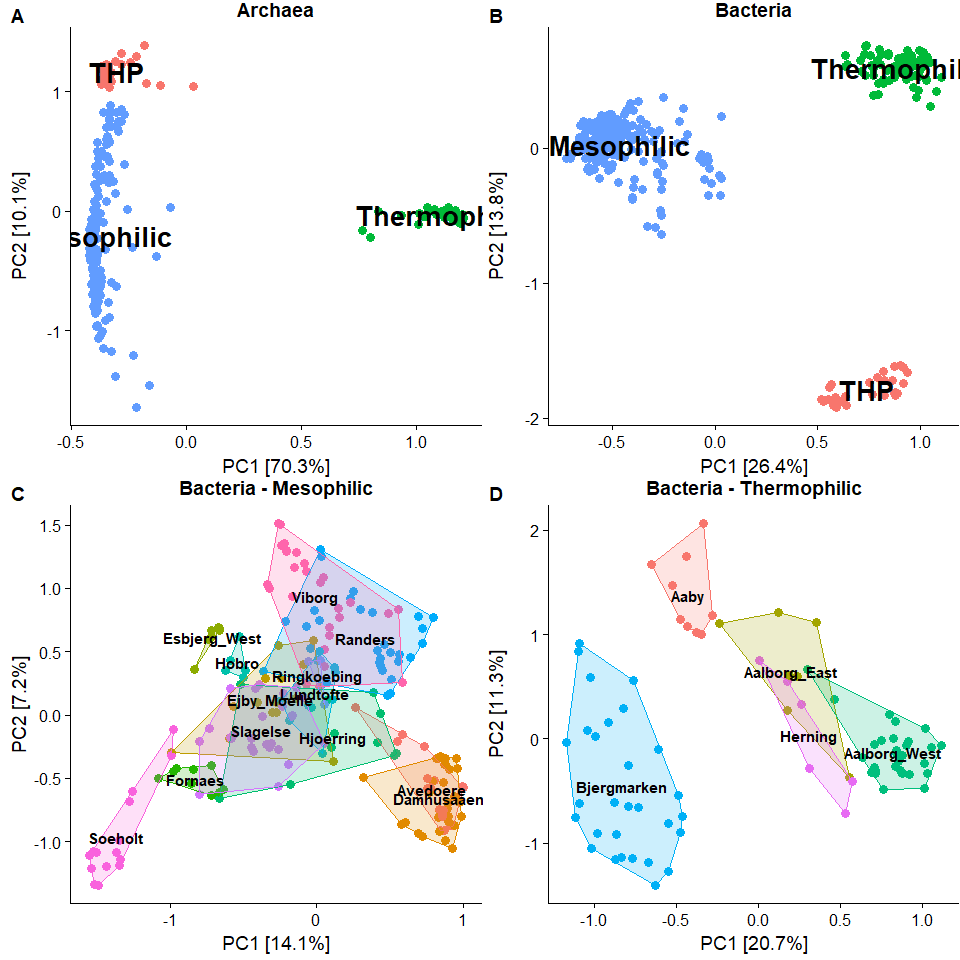 A
Archaea
THP
sophilic
Thermoph
1
0
-1
-0.5
0.0
0.5
1.0
PC2 [10.1%]
PC1 [70.3%]
B
Bacteria
Thermophil
Mesophilic
THP
0
-1
-2
-0.5
0.0
0.5
1.0
PC2 [13.8%]
PC1 [26.4%]
C
Bacteria - Mesophilic
Viborg
Randers
Esbjerg_West
Hobro
Ringkoebing
Lundtofte
Ejby_Moelle
Slagelse
Hjoerring
Fornaes
Avedoere
Damhusaaen
Soeholt
1.5
1.0
0.5
0.0
-0.5
-1.0
-1
0
1
PC2 [7.2%]
PC1 [14.1%]
D
Bacteria - Thermophilic
Aaby
Aalborg_East
Herning
Aalborg_West
Bjergmarken
2
1
0
-1
-1.0
-0.5
0.0
0.5
1.0
PC2 [11.3%]
PC1 [20.7%]